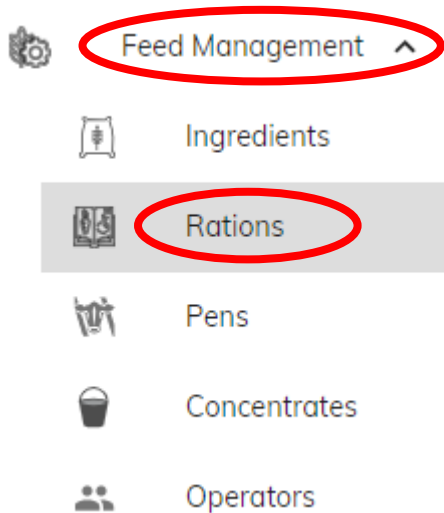 Feed Management
Ingredients
Rations
Pens
Concentrates
Operators